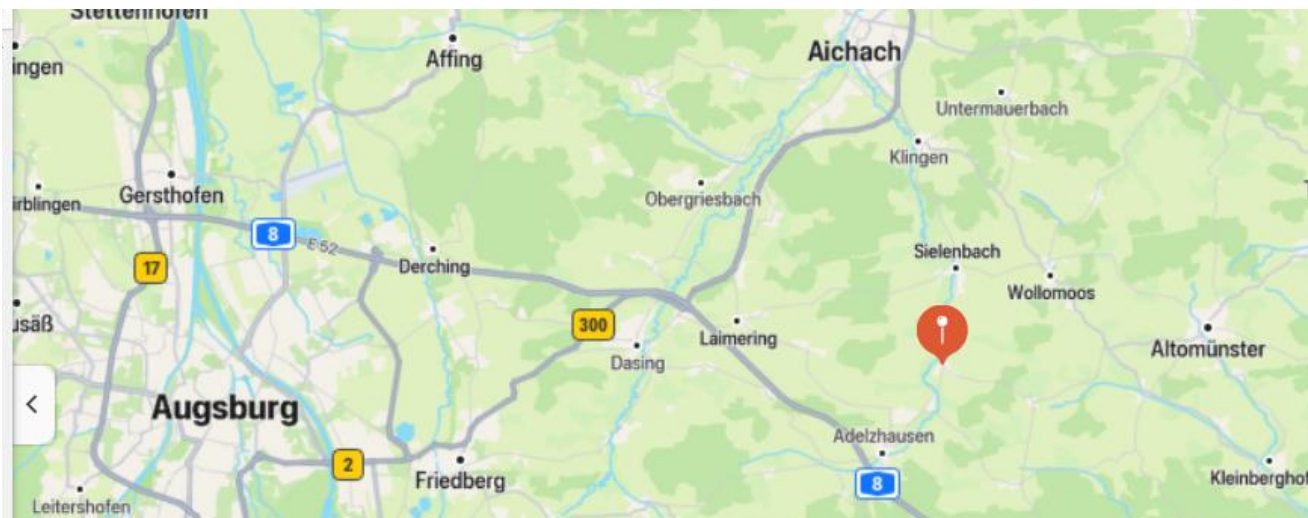 Stettenhofen
ingen
Affing
Aichach
Untermauerbach
Klingen
Gersthofen
irblingen
Obergriesbach
8
E 52
Derching
17
Sielenbach
Wollomoos
usäß
300
Laimering
Dasing
Altomünster
Augsburg
Adelzhausen
2
Friedberg
8
Kleinberghof
Leitershofen